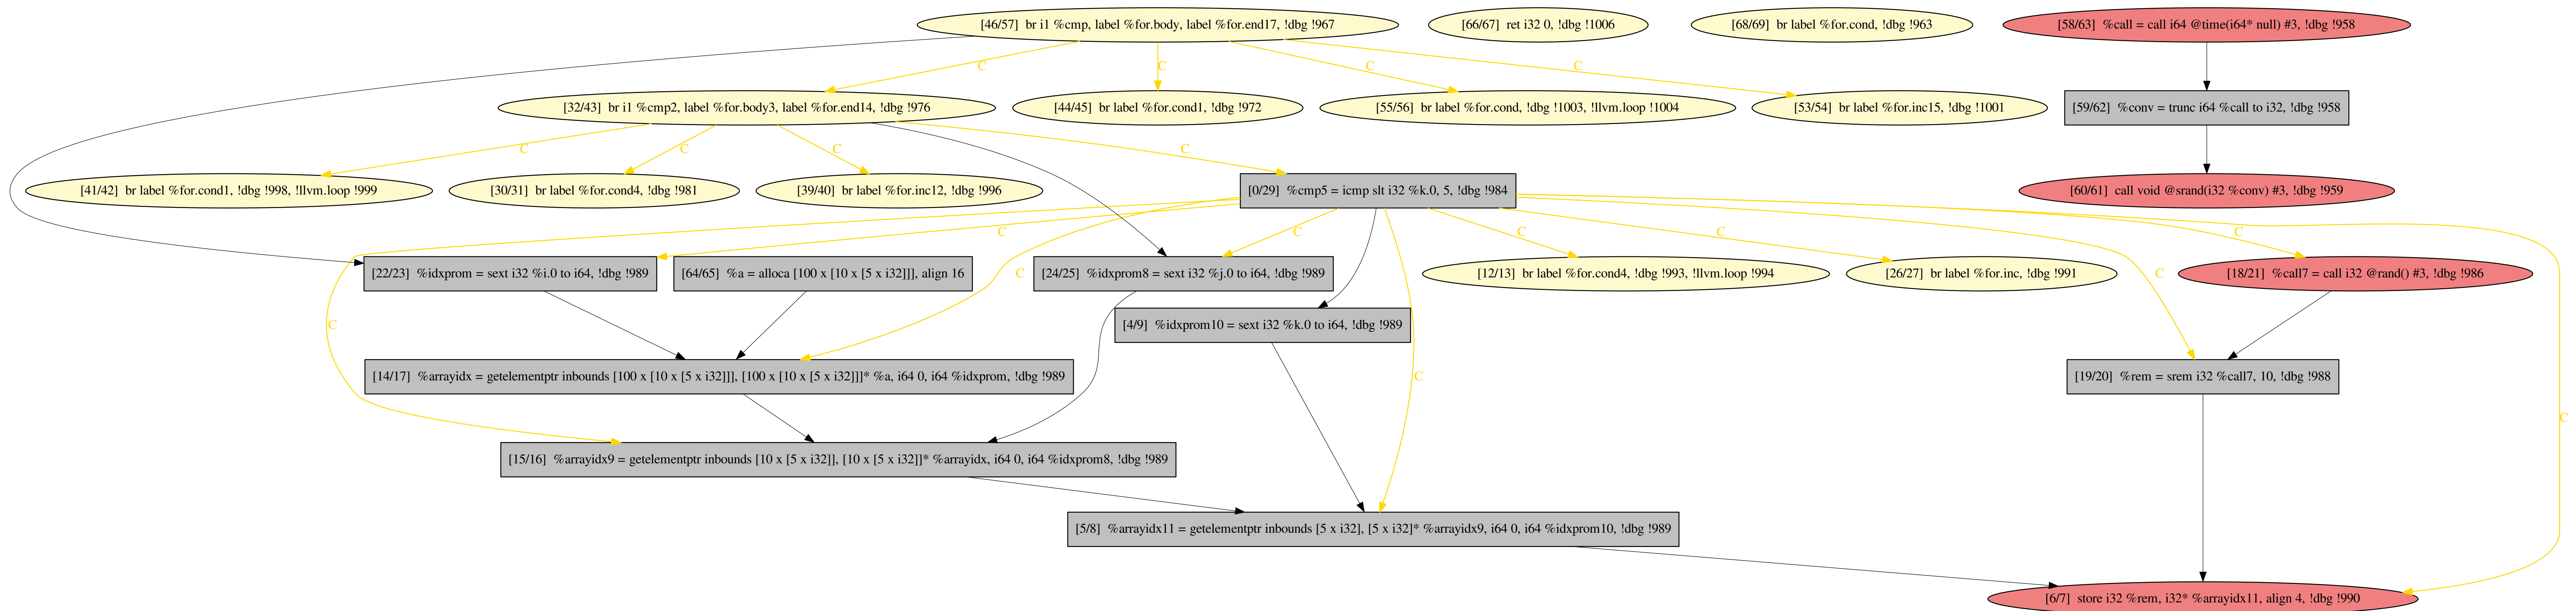 [46/57]  br i1 %cmp, label %for.body, label %for.end17, !dbg !967
[66/67]  ret i32 0, !dbg !1006
[68/69]  br label %for.cond, !dbg !963
[58/63]  %call = call i64 @time(i64* null) #3, !dbg !958
C
C
C
C
[32/43]  br i1 %cmp2, label %for.body3, label %for.end14, !dbg !976
[44/45]  br label %for.cond1, !dbg !972
[55/56]  br label %for.cond, !dbg !1003, !llvm.loop !1004
[53/54]  br label %for.inc15, !dbg !1001
[59/62]  %conv = trunc i64 %call to i32, !dbg !958
C
C
C
C
[41/42]  br label %for.cond1, !dbg !998, !llvm.loop !999
[30/31]  br label %for.cond4, !dbg !981
[39/40]  br label %for.inc12, !dbg !996
[0/29]  %cmp5 = icmp slt i32 %k.0, 5, !dbg !984
[60/61]  call void @srand(i32 %conv) #3, !dbg !959
C
C
C
C
C
[22/23]  %idxprom = sext i32 %i.0 to i64, !dbg !989
[64/65]  %a = alloca [100 x [10 x [5 x i32]]], align 16
C
[24/25]  %idxprom8 = sext i32 %j.0 to i64, !dbg !989
[12/13]  br label %for.cond4, !dbg !993, !llvm.loop !994
[26/27]  br label %for.inc, !dbg !991
C
[18/21]  %call7 = call i32 @rand() #3, !dbg !986
C
[4/9]  %idxprom10 = sext i32 %k.0 to i64, !dbg !989
[14/17]  %arrayidx = getelementptr inbounds [100 x [10 x [5 x i32]]], [100 x [10 x [5 x i32]]]* %a, i64 0, i64 %idxprom, !dbg !989
C
[19/20]  %rem = srem i32 %call7, 10, !dbg !988
C
[15/16]  %arrayidx9 = getelementptr inbounds [10 x [5 x i32]], [10 x [5 x i32]]* %arrayidx, i64 0, i64 %idxprom8, !dbg !989
[5/8]  %arrayidx11 = getelementptr inbounds [5 x i32], [5 x i32]* %arrayidx9, i64 0, i64 %idxprom10, !dbg !989
[6/7]  store i32 %rem, i32* %arrayidx11, align 4, !dbg !990